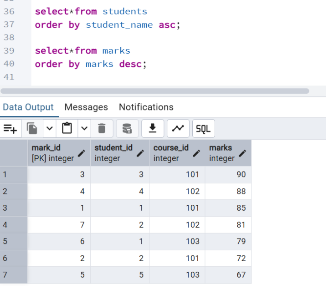 36 select*from students
37 order by student_name asc;
38
39 select*from marks
40 order by marks desc;
41
Data Output Messages Notifications
SQL
mark_id student_id course_id marks
[PK] integer integer integer integer
1 3 3 101 90
2 4 4 102 88
3 1 1 101 85
4 7 2 102 81
5 6 1 103 79
6 2 2 101 72
7 5 5 103 67